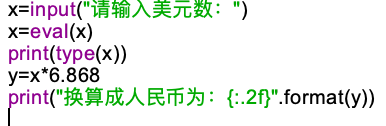 x=input("请输入美元数：")
x=eval(x)
print(type(x))
y=x*6.868
print("换算成人民币为：{:.2f}".format(y))